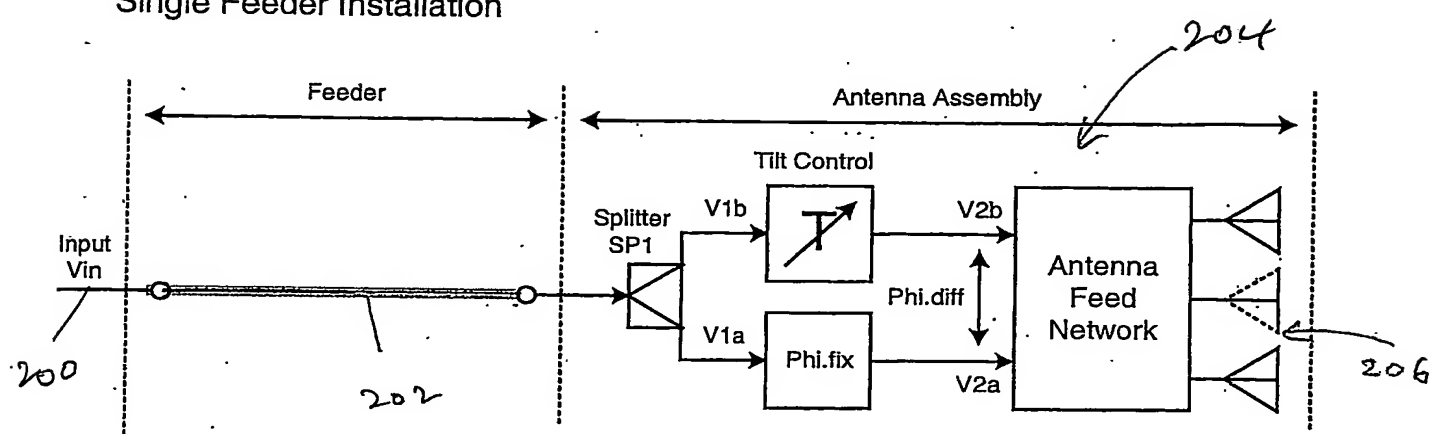 Single Feeder Installation
204
Feeder
Antenna Assembly
Tilt Control
Splitter
SP1
V1b
T
V2b
Input
Vin
Phi.diff
Antenna
Feed
Network
V1a
Phi.fix
V2a
200
202
206